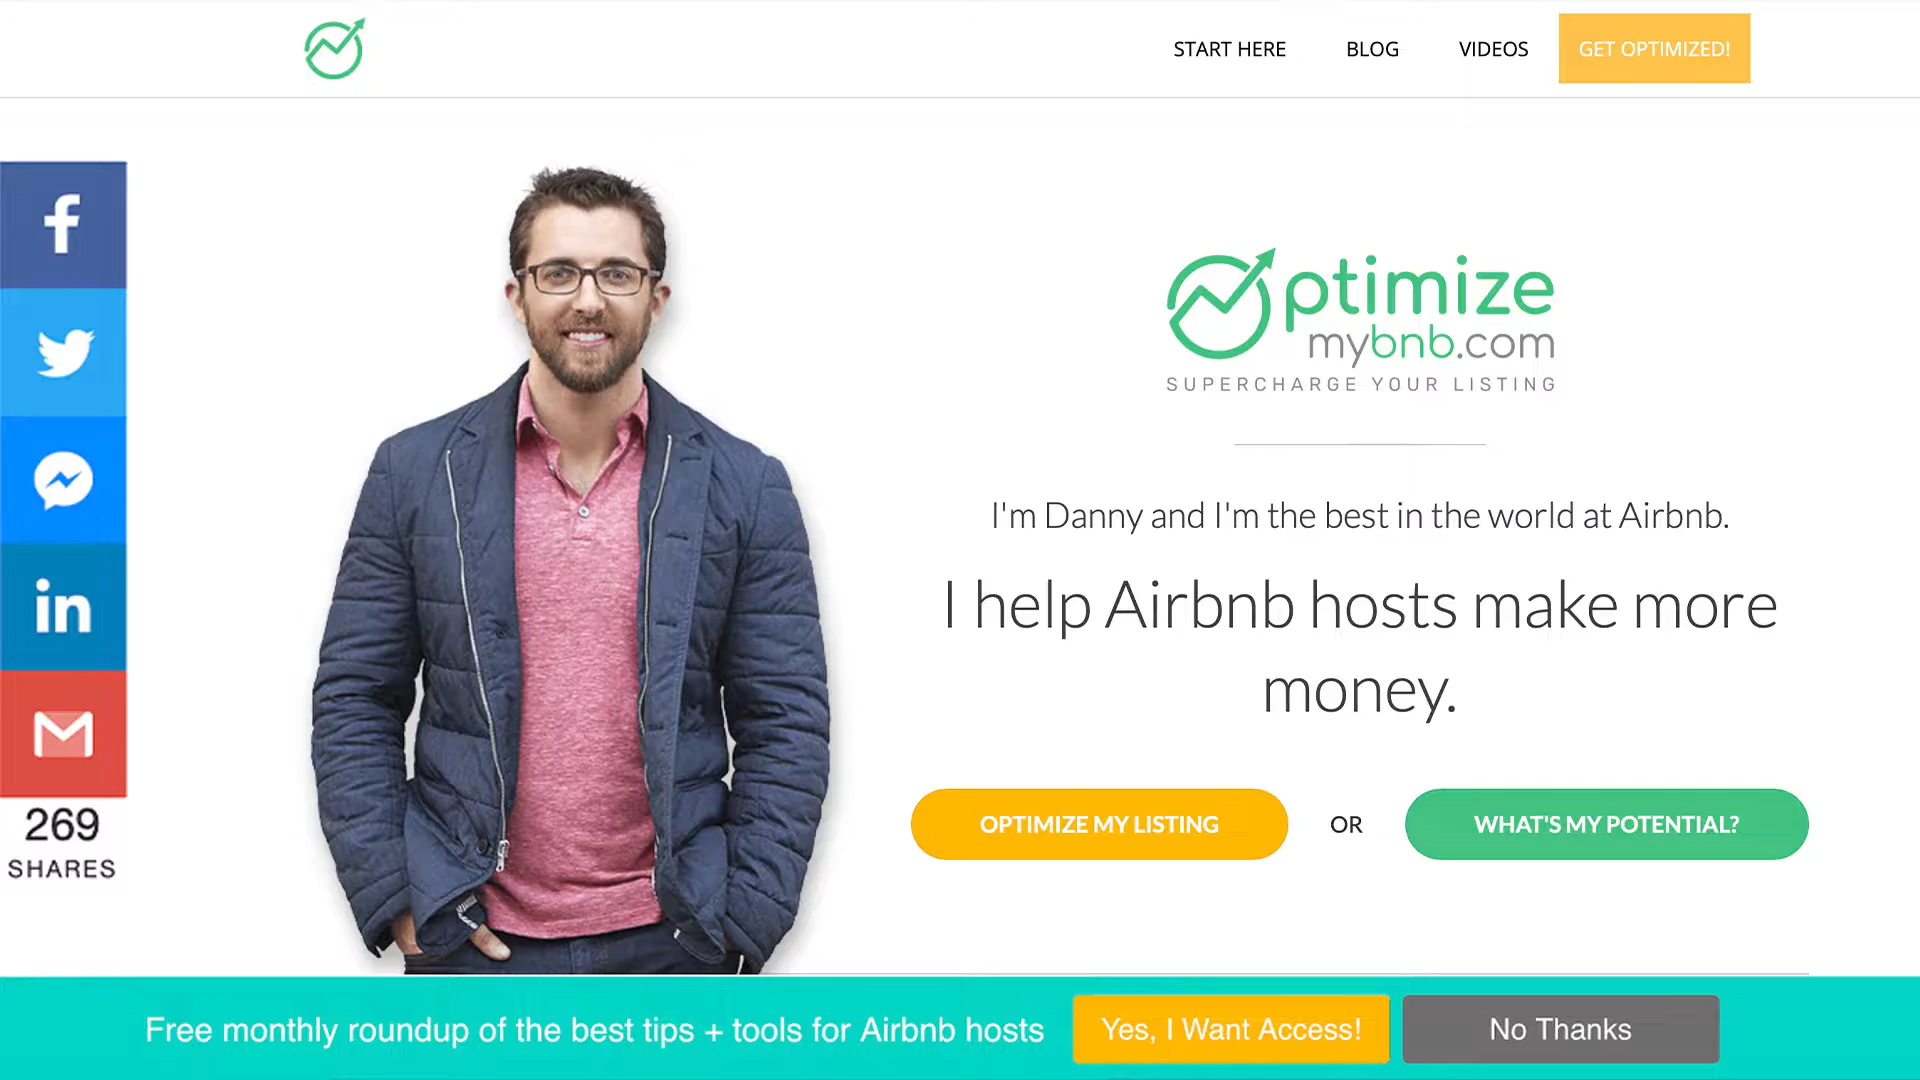 START HERE
BLOG
VIDEOS
GET OPTIMIZED!
ptimize
mybnb.com
SUPERCHARGE YOUR LISTING
I'm Danny and I'm the best in the world at Airbnb.
I help Airbnb hosts make more
money.
OPTIMIZE MY LISTING
OR
WHAT'S MY POTENTIAL?
269
SHARES
Free monthly roundup of the best tips + tools for Airbnb hosts
Yes, I Want Access!
No Thanks